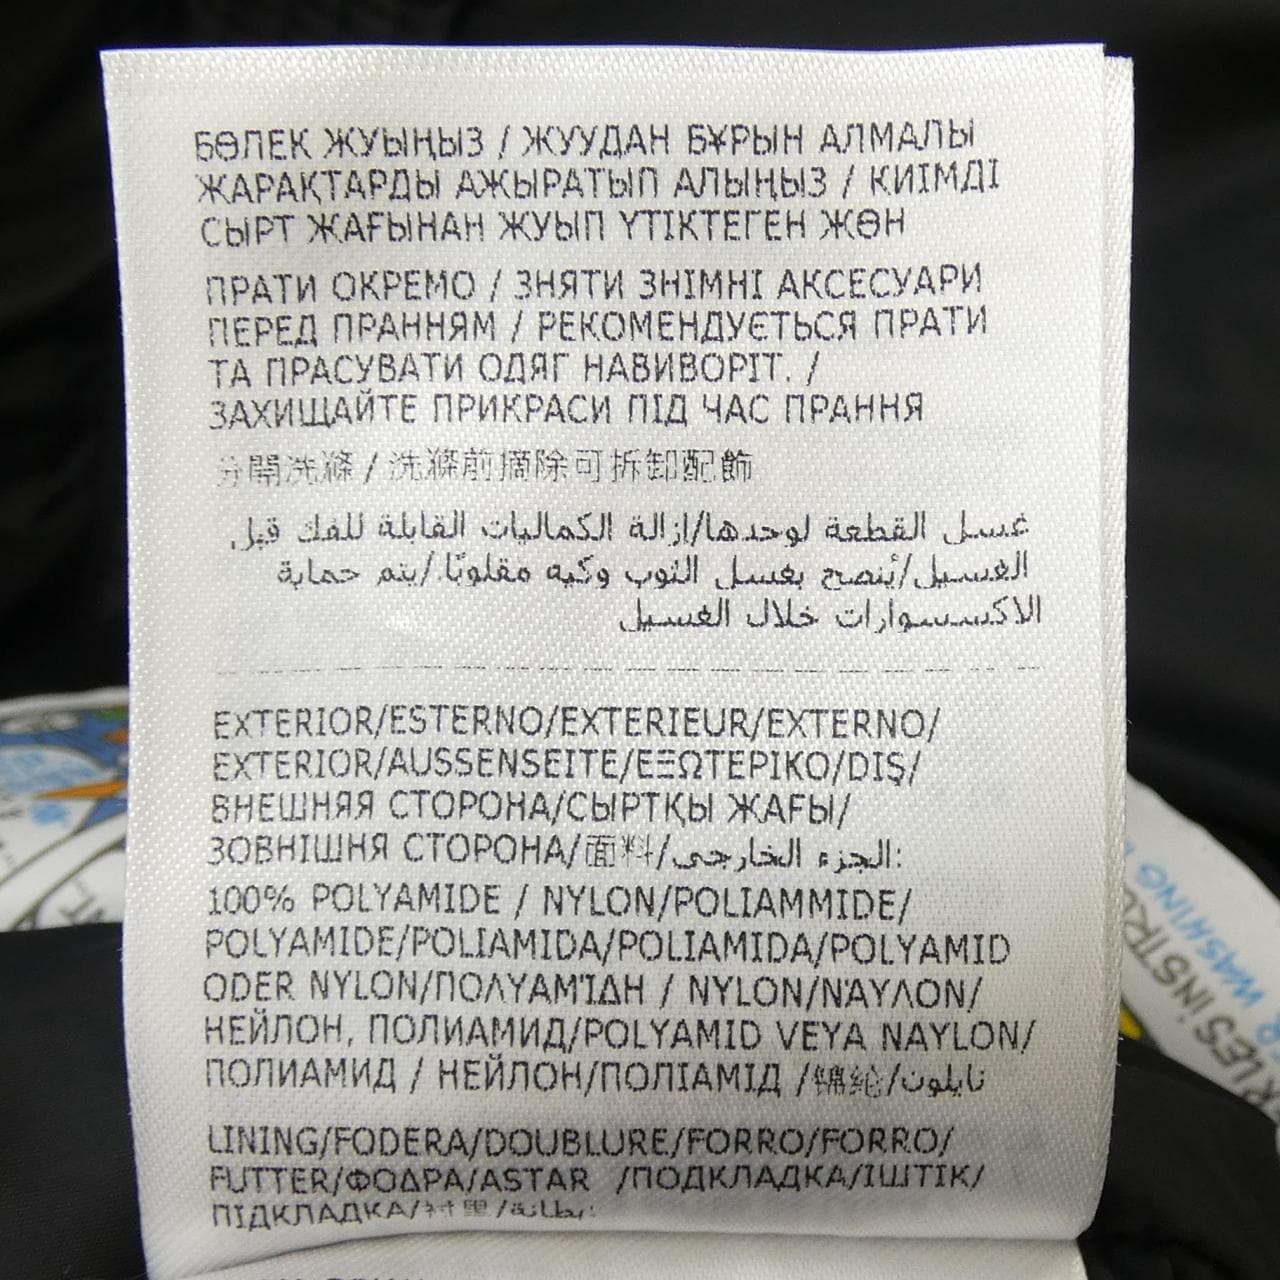 БӨЛЕК ЖУЫҢЫЗ / ЖУУДАН БҰРЫН АЛМАЛЫ
ЖАРАҚТАРДЫ АЖЫРАТЫП АЛЫҢЫЗ / КИІМДІ
СЫРТ ЖАҒЫНАН ЖУЫП ҮТІКТЕГЕН ЖӨН
ПРАТИ ОКРЕМО / ЗНЯТИ ЗНІМНІ АКСЕСУАРИ
ПЕРЕД ПРАННЯМ / РЕКОМЕНДУЄТЬСЯ ПРАТИ
ТА ПРАСУВАТИ ОДЯГ НАВИВОРІТ. /
ЗАХИЩАЙТЕ ПРИКРАСИ ПІД ЧАС ПРАННЯ
分開洗滌 / 洗滌前摘除可拆卸配飾
غسل القطعة لوحدها/إزالة الكماليات القابلة للفك قبل
الغسيل/يُنصح بغسل الثوب وكيه مقلوبًا./يتم حماية
الاكسسوارات خلال الغسيل
EXTERIOR/ESTERNO/EXTERIEUR/EXTERNO/
EXTERIOR/AUSSENSEITE/ΕΞΩΤΕΡΙΚΟ/DIŞ/
ВНЕШНЯЯ СТОРОНА/СЫРТҚЫ ЖАҒЫ/
ЗОВНІШНЯ СТОРОНА/面料/الجزء الخارجي:
100% POLYAMIDE / NYLON/POLIAMMIDE/
POLYAMIDE/POLIAMIDA/POLIAMIDA/POLYAMID
ODER NYLON/ΠΟΛΥΑΜΊΔΗ / NYLON/ΝΆΥΛΟΝ/
НЕЙЛОН, ПОЛИАМИД/POLYAMID VEYA NAYLON/
ПОЛИАМИД / НЕЙЛОН/ПОЛІАМІД /锦纶/نايلون
LINING/FODERA/DOUBLURE/FORRO/FORRO/
FUTTER/ΦΟΔΡΑ/ASTAR /ПОДКЛАДКА/ІШТІК/
ПІДКЛАДКА/衬里/بطانة:
WASHING